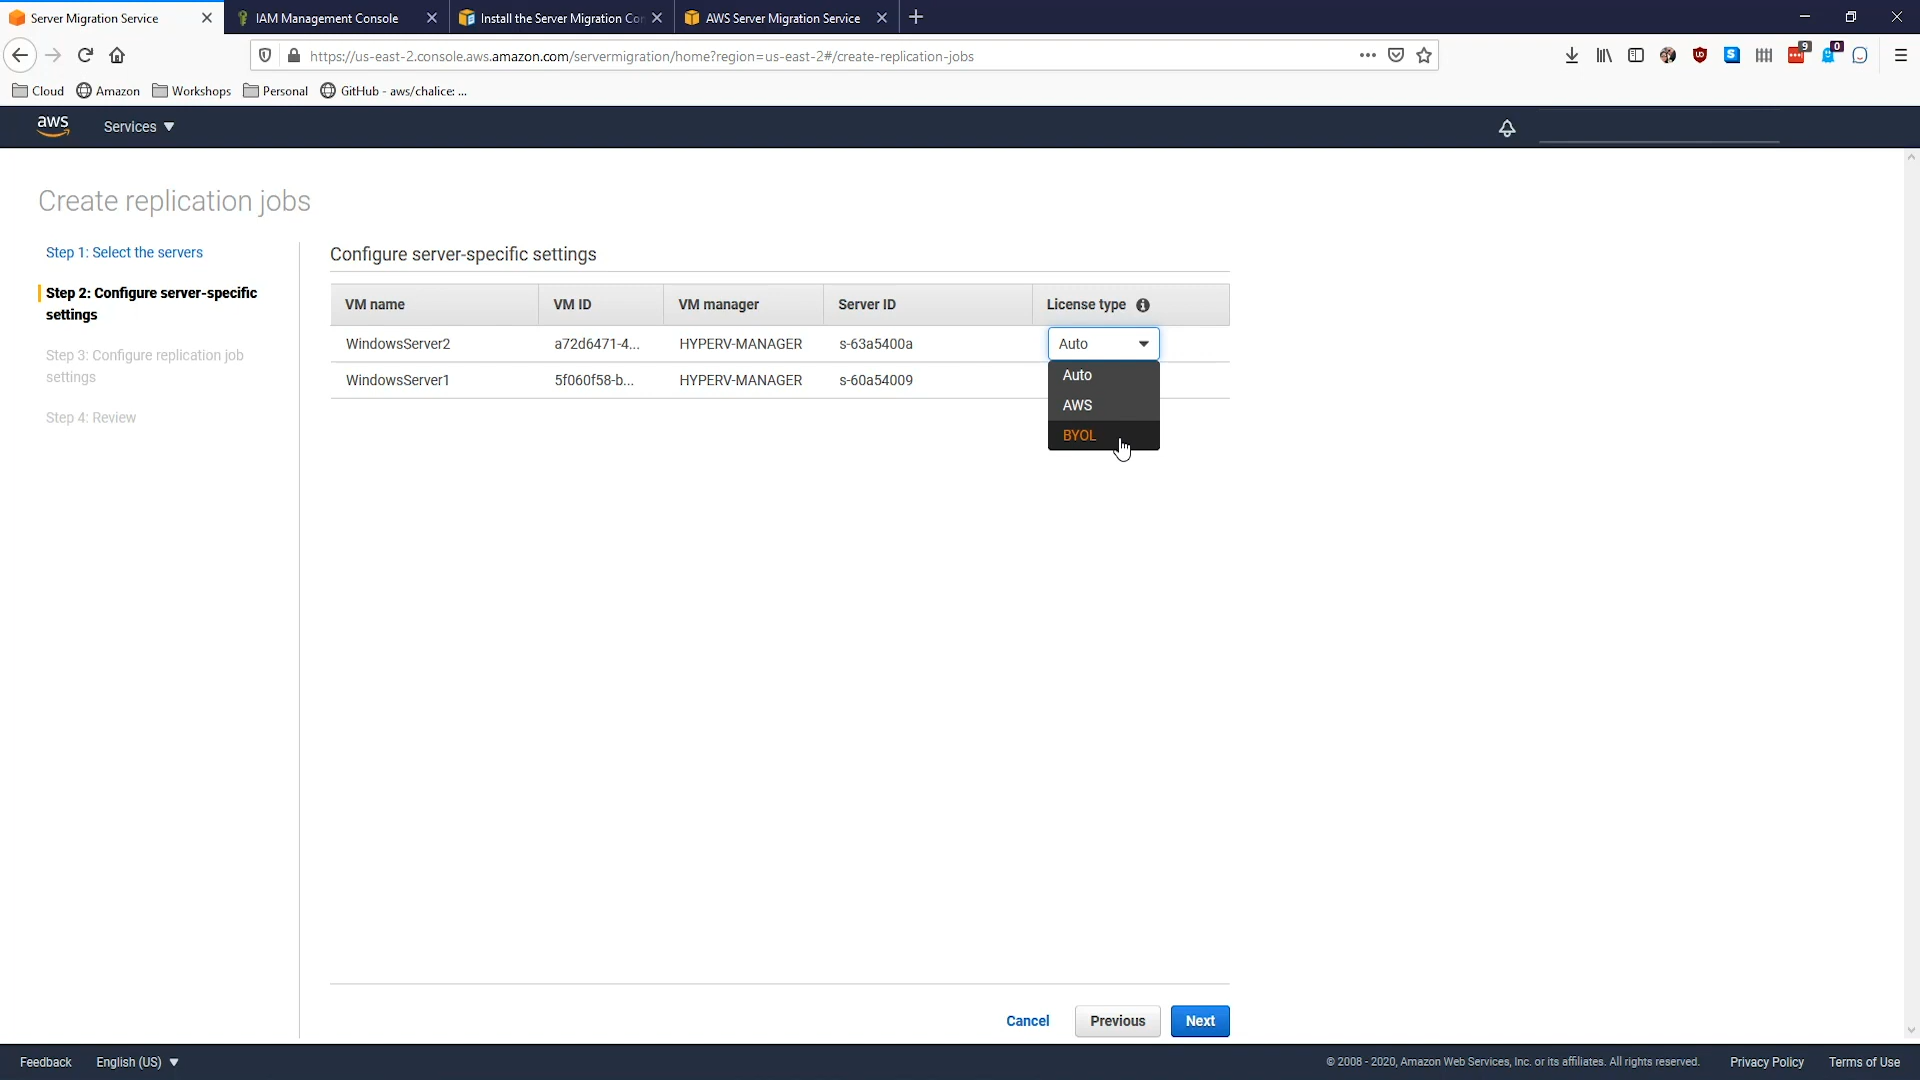 Server Migration Service
IAM Management Console
Install the Server Migration Co
AWS Server Migration Service
https://us-east-2.console.aws.amazon.com/servermigration/home?region=us-east-2#/create-replication-jobs
9
0
Cloud
Amazon
Workshops
Personal
GitHub - aws/chalice: ...
aws
Services
Create replication jobs
Step 1: Select the servers
Step 2: Configure server-specific
settings
Step 3: Configure replication job
settings
Step 4: Review
Configure server-specific settings
VM name VM ID VM manager Server ID License type
WindowsServer2 a72d6471-4... HYPERV-MANAGER s-63a5400a Auto
WindowsServer1 5f060f58-b... HYPERV-MANAGER s-60a54009
Auto
AWS
BYOL
Cancel
Previous
Next
Feedback
English (US)
© 2008 - 2020, Amazon Web Services, Inc. or its affiliates. All rights reserved.
Privacy Policy
Terms of Use